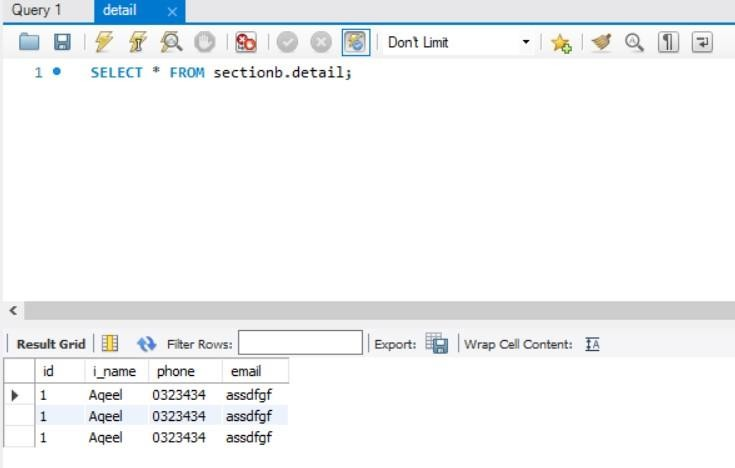 Query 1 detail
Don't Limit
1 SELECT * FROM sectionb.detail;
Result Grid Filter Rows: Export: Wrap Cell Content:
id i_name phone email
1 Aqeel 0323434 assdfgf
1 Aqeel 0323434 assdfgf
1 Aqeel 0323434 assdfgf